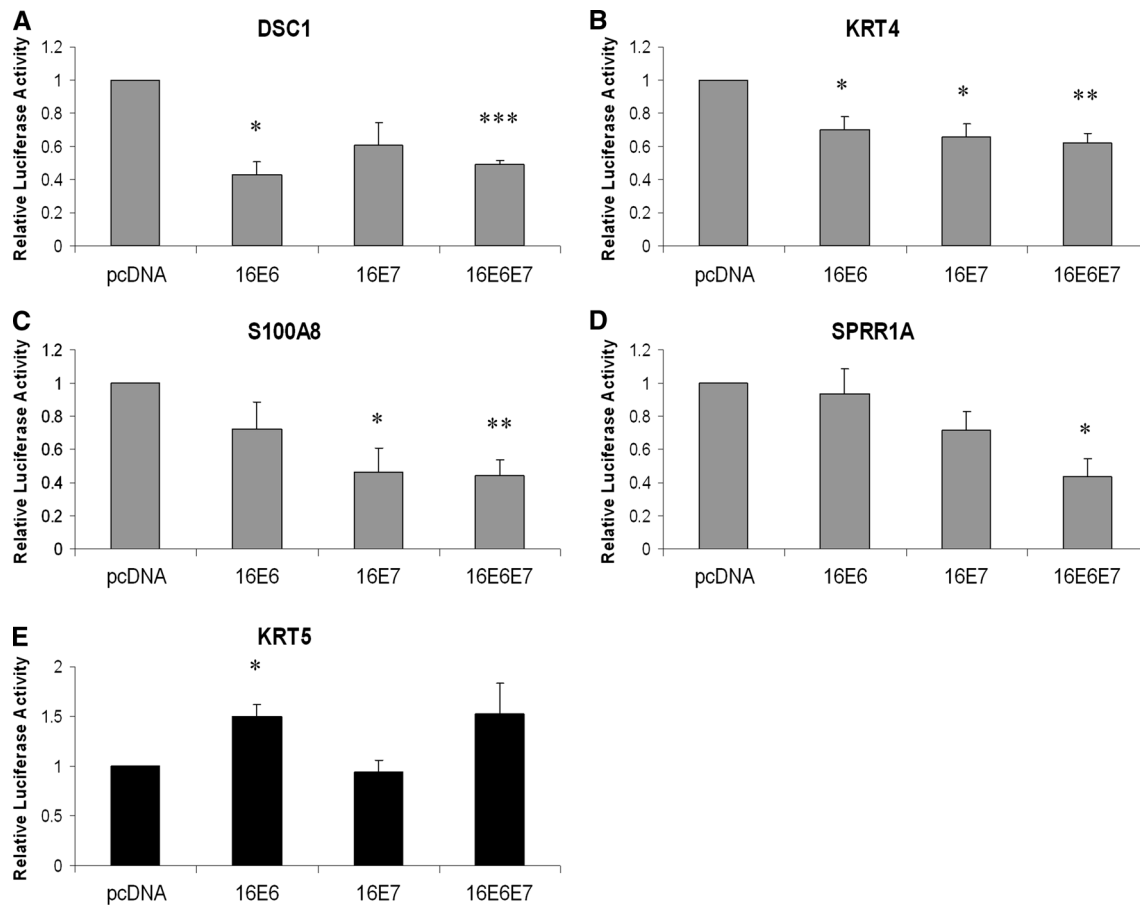 A
DSC1
Relative Luciferase Activity
1.2
1
0.8
0.6
0.4
0.2
0
*
***
pcDNA 16E6 16E7 16E6E7
B
KRT4
Relative Luciferase Activity
1.2
1
0.8
0.6
0.4
0.2
0
*
*
**
pcDNA 16E6 16E7 16E6E7
C
S100A8
Relative Luciferase Activity
1.2
1
0.8
0.6
0.4
0.2
0
*
**
pcDNA 16E6 16E7 16E6E7
D
SPRR1A
Relative Luciferase Activity
1.2
1
0.8
0.6
0.4
0.2
0
*
pcDNA 16E6 16E7 16E6E7
E
KRT5
Relative Luciferase Activity
2
1.5
1
0.5
0
*
pcDNA 16E6 16E7 16E6E7